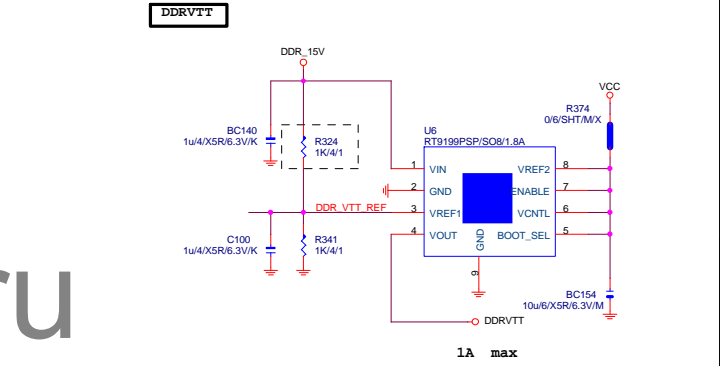 DDRVTT
DDR_15V
VCC
R374
0/6/SHT/M/X
BC140
1u/4/X5R/6.3V/K
R324
1K/4/1
U6
RT9199PSP/SO8/1.8A
1 VIN VREF2 8
2 GND ENABLE 7
DDR_VTT_REF 3 VREF1 VCNTL 6
4 VOUT BOOT_SEL 5
GND
9
C100
1u/4/X5R/6.3V/K
R341
1K/4/1
BC154
10u/6/X5R/6.3V/M
DDRVTT
1A max
ru